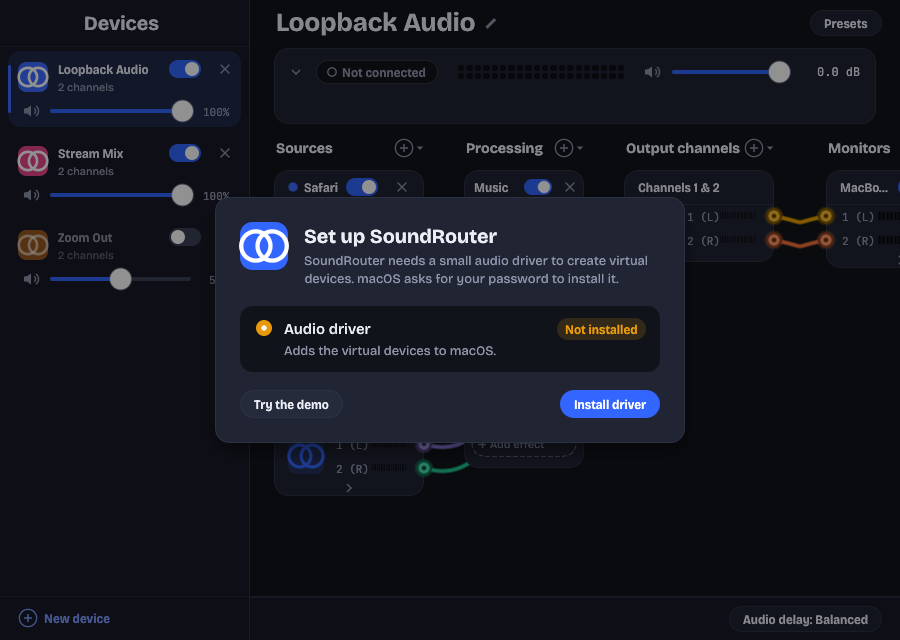 Devices
Loopback Audio
Presets
Loopback Audio
2 channels
100%
Not connected
0.0 dB
Stream Mix
2 channels
100%
Sources
Processing
Output channels
Monitors
Safari
Music
Channels 1 & 2
MacBo...
1 (L)
1 (L)
2 (R)
2 (R)
Zoom Out
2 channels
5
Set up SoundRouter
SoundRouter needs a small audio driver to create virtual
devices. macOS asks for your password to install it.
Audio driver
Not installed
Adds the virtual devices to macOS.
Try the demo
Install driver
1 (L)
+ Add effect
2 (R)
New device
Audio delay: Balanced